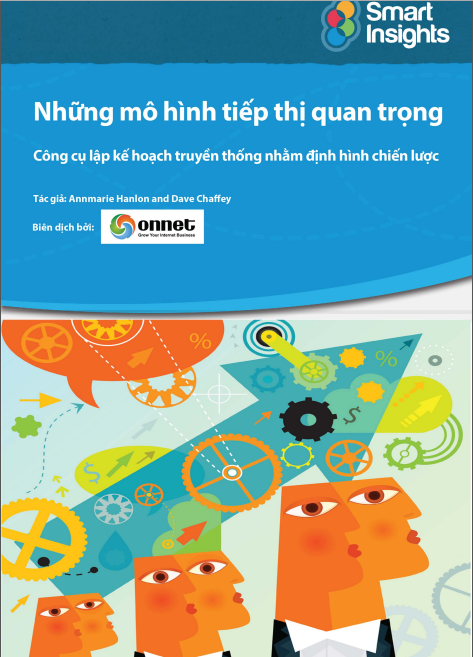 Smart
Insights
Những mô hình tiếp thị quan trọng
Công cụ lập kế hoạch truyền thống nhằm định hình chiến lược
Tác giả: Annmarie Hanlon and Dave Chaffey
Biên dịch bởi:
onnet
Grow Your Internet Business
%
%
$
$